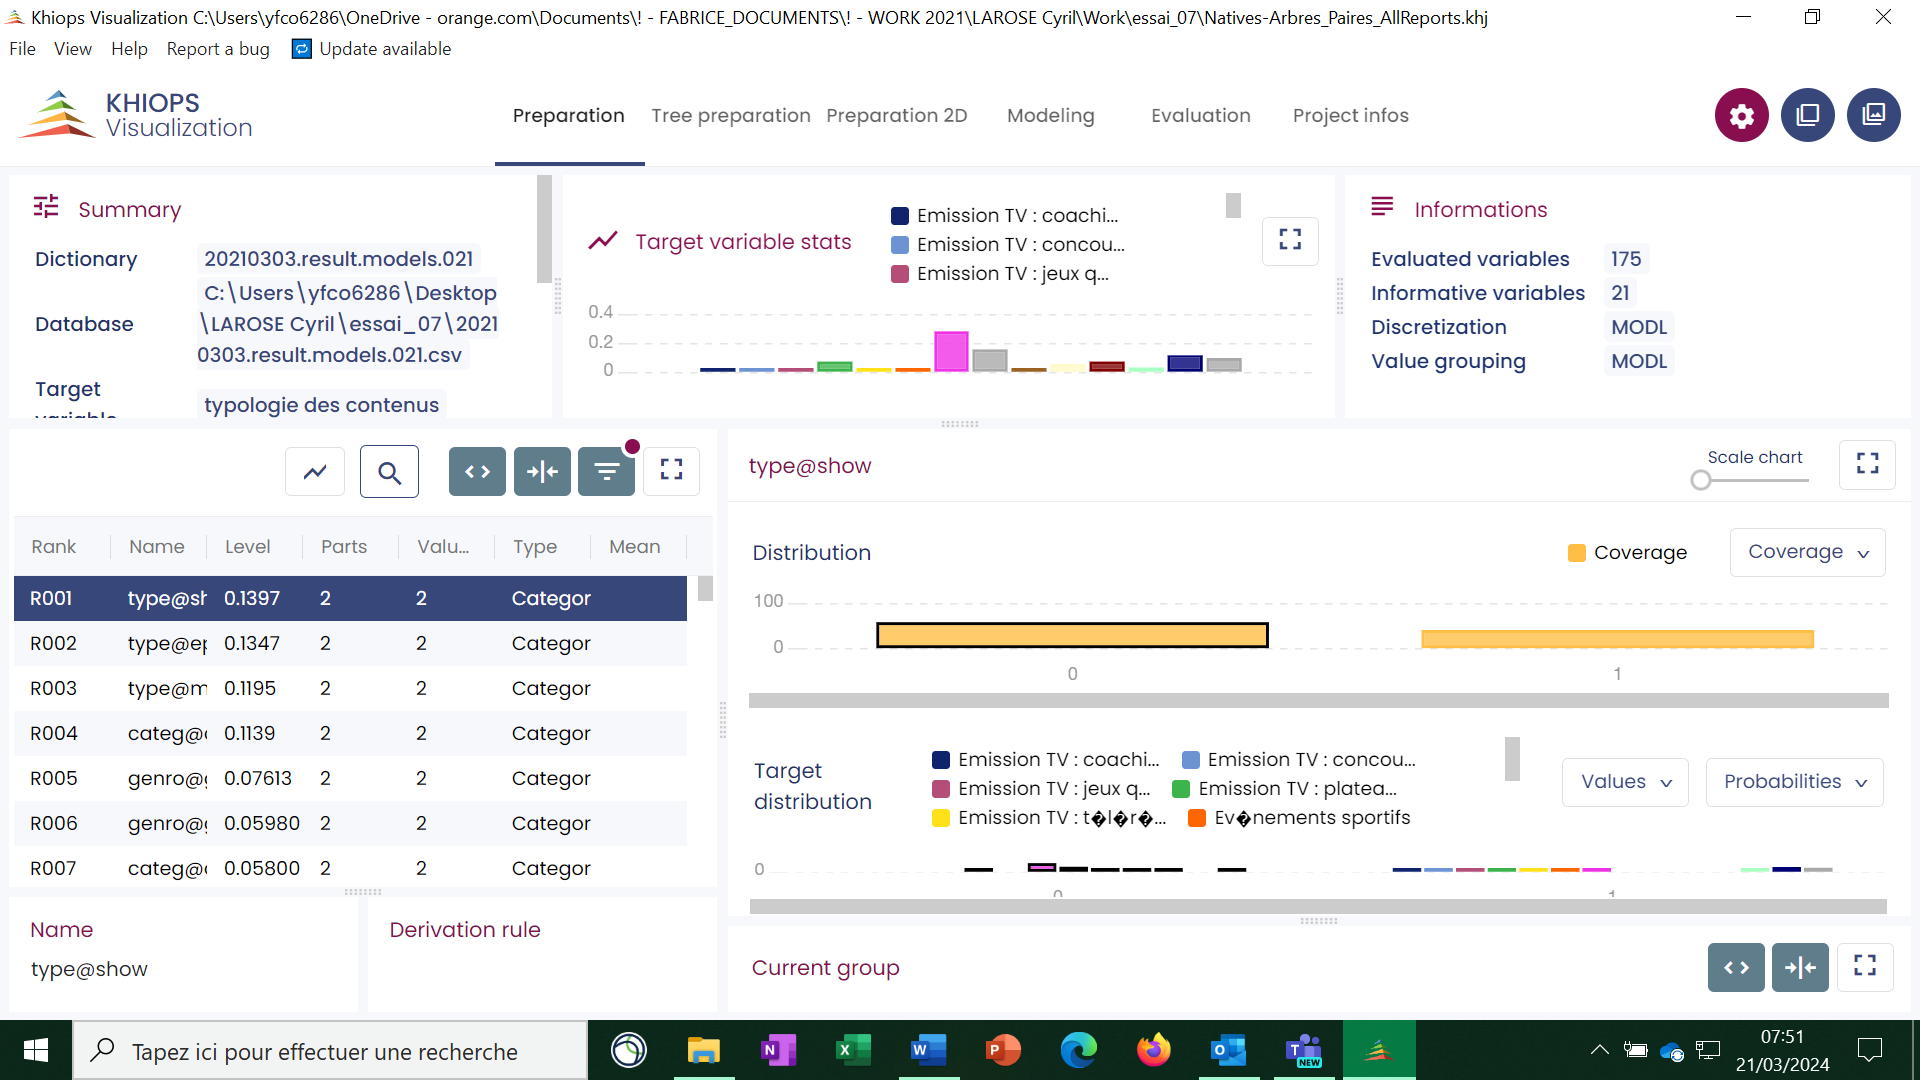 Khiops Visualization C:\Users\yfco6286\OneDrive - orange.com\Documents\! - FABRICE_DOCUMENTS\! - WORK 2021\LAROSE Cyril\Work\essai_07\Natives-Arbres_Paires_AllReports.khj
File View Help Report a bug Update available
KHIOPS
Visualization
Preparation Tree preparation Preparation 2D Modeling Evaluation Project infos
Summary
Dictionary 20210303.result.models.021
Database C:\Users\yfco6286\Desktop
\LAROSE Cyril\essai_07\2021
0303.result.models.021.csv
Target
variable
typologie des contenus
Target variable stats
Emission TV : coachi...
Emission TV : concou...
Emission TV : jeux q...
0.4
0.2
0
Informations
Evaluated variables 175
Informative variables 21
Discretization MODL
Value grouping MODL
Rank Name Level Parts Valu... Type Mean
R001 type@sh 0.1397 2 2 Categor
R002 type@ep 0.1347 2 2 Categor
R003 type@m 0.1195 2 2 Categor
R004 categ@c 0.1139 2 2 Categor
R005 genro@g 0.07613 2 2 Categor
R006 genro@g 0.05980 2 2 Categor
R007 categ@c 0.05800 2 2 Categor
Name
type@show
Derivation rule
type@show
Scale chart
Distribution
Coverage
Coverage
100
0
0 1
Target
distribution
Emission TV : coachi... Emission TV : concou...
Emission TV : jeux q... Emission TV : platea...
Emission TV : t�l�r�... Ev�nements sportifs
Values
Probabilities
0
0 1
Current group
Tapez ici pour effectuer une recherche
NEW
07:51
21/03/2024